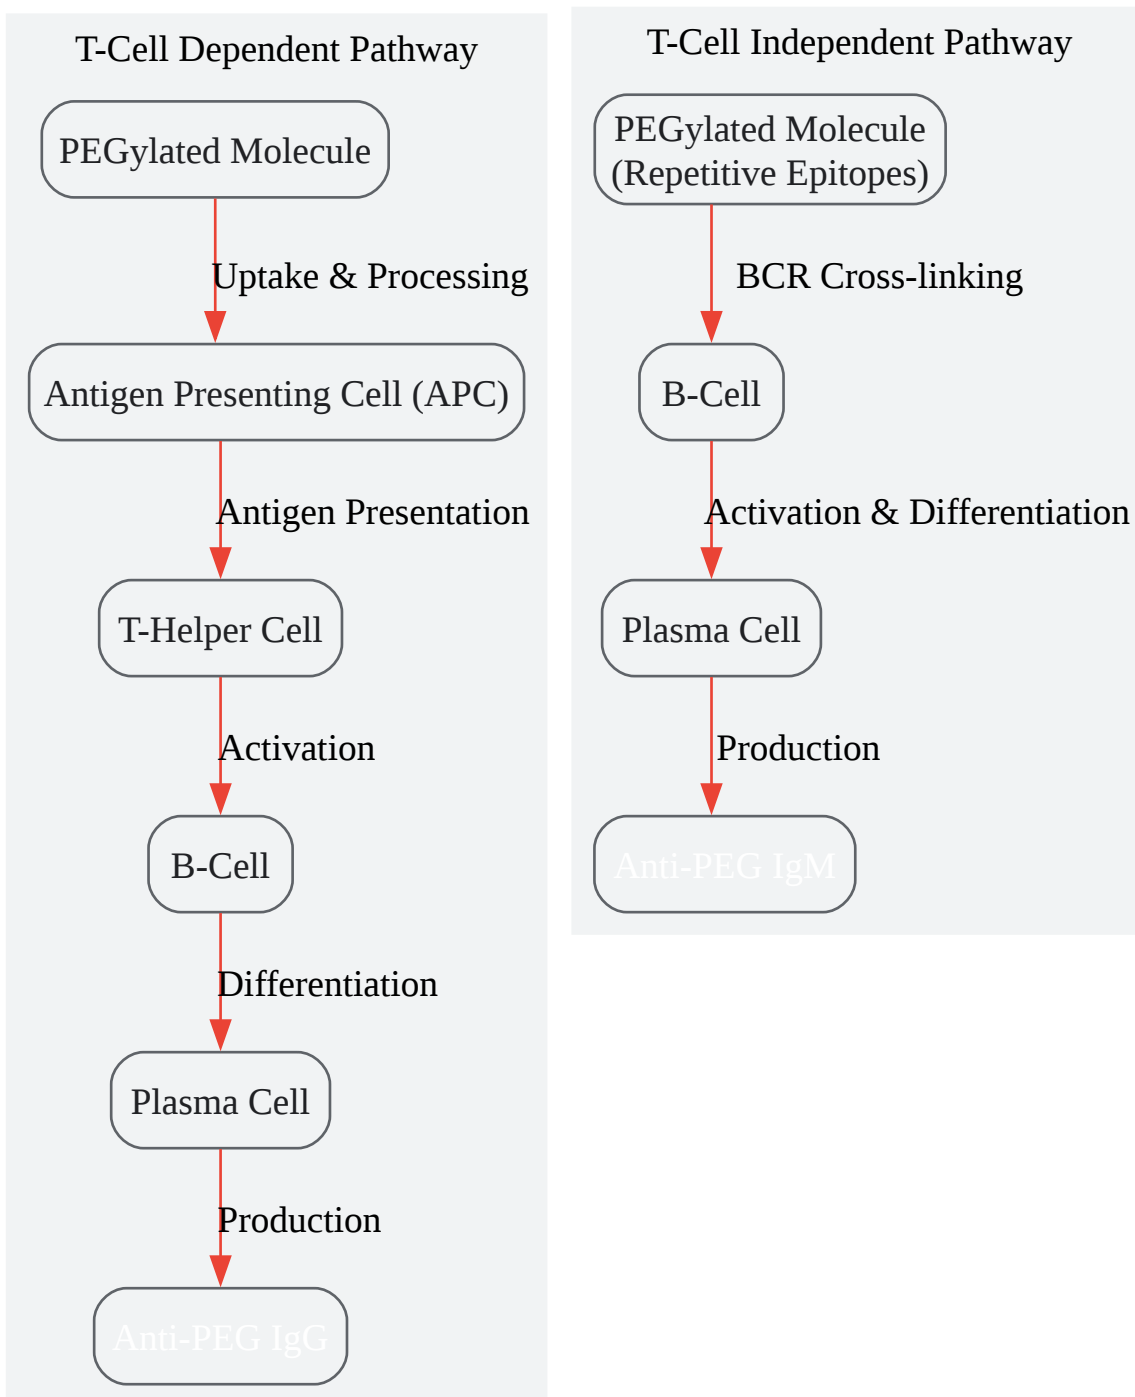 T-Cell Dependent Pathway
PEGylated Molecule
Uptake & Processing
Antigen Presenting Cell (APC)
Antigen Presentation
T-Helper Cell
Activation
B-Cell
Differentiation
Plasma Cell
Production
Anti-PEG IgG
T-Cell Independent Pathway
PEGylated Molecule
(Repetitive Epitopes)
BCR Cross-linking
B-Cell
Activation & Differentiation
Plasma Cell
Production
Anti-PEG IgM